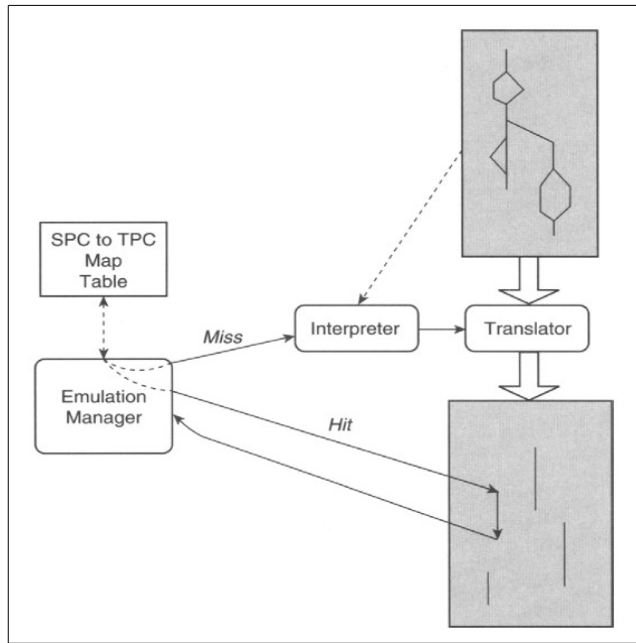 SPC to TPC
Map
Table
Miss
Interpreter
Translator
Emulation
Manager
Hit